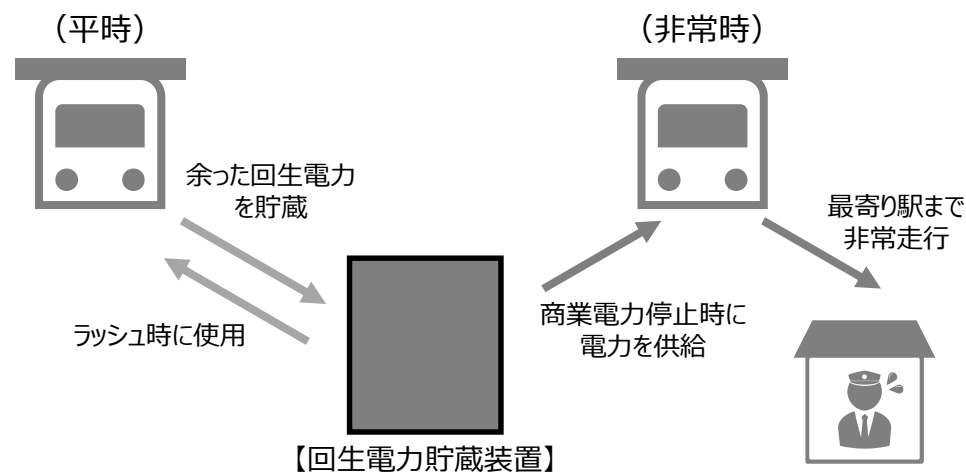 （平時）
（非常時）
余った回生電力
を貯蔵
最寄り駅まで
非常走行
ラッシュ時に使用
商業電力停止時に
電力を供給
【回生電力貯蔵装置】